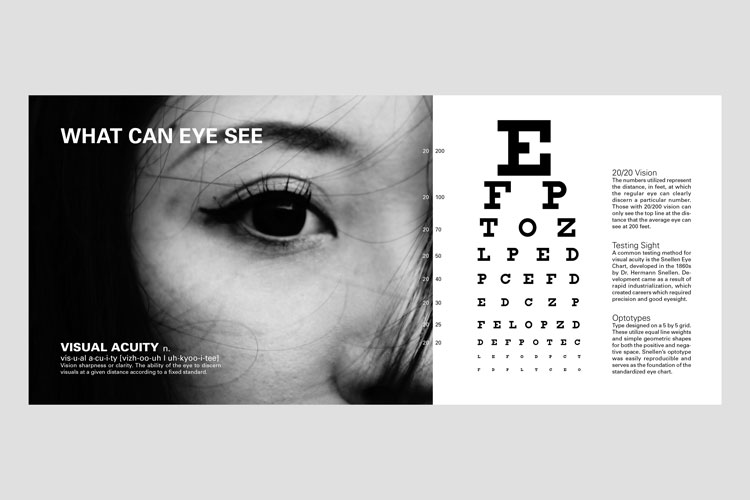 WHAT CAN EYE SEE
VISUAL ACUITY n.
vis·u·al a·cu·i·ty [vizh-oo-uh l uh-kyoo-i-tee]
Vision sharpness or clarity. The ability of the eye to discern
visuals at a given distance according to a fixed standard.
20 200
20 100
20 70
20 50
20 40
20 30
20 25
20 20
E
F P
T O Z
L P E D
P C E F D
E D C Z P
F E L O P Z D
D E F P O T E C
L E F O D P C T
F D P L T C E O
20/20 Vision
The numbers utilized represent
the distance, in feet, at which
the regular eye can clearly
discern a particular number.
Those with 20/200 vision can
only see the top line at the dis-
tance that the average eye can
see at 200 feet.
Testing Sight
A common testing method for
visual acuity is the Snellen Eye
Chart, developed in the 1860s
by Dr. Hermann Snellen. De-
velopment came as a result of
rapid industrialization, which
created careers which required
precision and good eyesight.
Optotypes
Type designed on a 5 by 5 grid.
These utilize equal line weights
and simple geometric shapes
for both the positive and nega-
tive space. Snellen's optotype
was easily reproducible and
serves as the foundation of the
standardized eye chart.